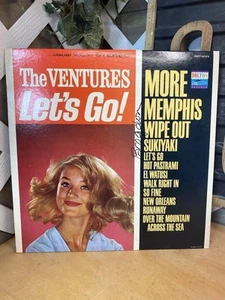 The VENTURES
Let's Go!
MORE
MEMPHIS
WIPE OUT
SUKIYAKI
LET'S GO
HOT PASTRAMI
EL WATUSI
WALK RIGHT IN
SO FINE
NEW ORLEANS
RUNAWAY
OVER THE MOUNTAIN
ACROSS THE SEA